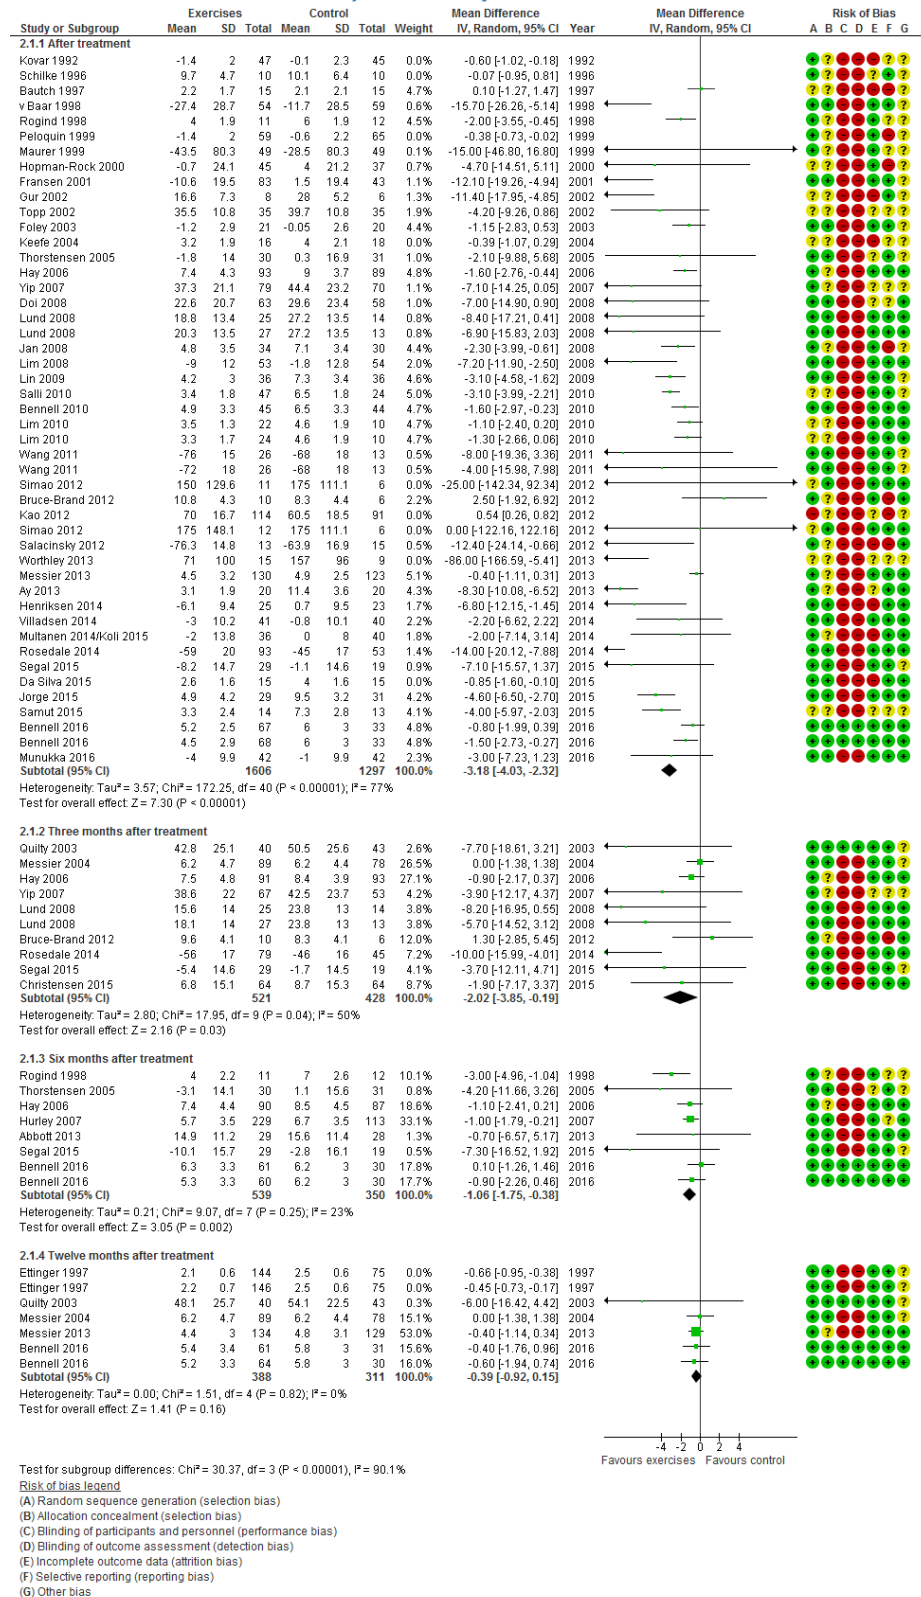 Exercises Control Mean Difference Mean Difference Risk of Bias
Study or Subgroup Mean SD Total Mean SD Total Weight IV, Random, 95% CI Year IV, Random, 95% CI A B C D E F G
2.1.1 After treatment
Kovar 1992 -1.4 2 47 -0.1 2.3 45 0.0% -0.60 [-1.02, -0.18] 1992
Schilke 1996 9.7 4.7 10 10.1 6.4 10 0.0% -0.07 [-0.95, 0.81] 1996
Bautch 1997 2.2 1.7 15 2.1 2.1 15 4.7% 0.10 [-1.27, 1.47] 1997
v Baar 1998 -27.4 28.7 54 -11.7 28.5 59 0.6% -15.70 [-26.26, -5.14] 1998
Rogind 1998 4 1.9 11 6 1.9 12 4.5% -2.00 [-3.55, -0.45] 1998
Peloquin 1999 -1.4 2 59 -0.6 2.2 65 0.0% -0.38 [-0.73, -0.02] 1999
Maurer 1999 -43.5 80.3 49 -28.5 80.3 49 0.1% -15.00 [-46.80, 16.80] 1999
Hopman-Rock 2000 -0.7 24.1 45 4 21.2 37 0.7% -4.70 [-14.51, 5.11] 2000
Fransen 2001 -10.6 19.5 83 1.5 19.4 43 1.1% -12.10 [-19.26, -4.94] 2001
Gur 2002 16.6 7.3 8 28 5.2 6 1.3% -11.40 [-17.95, -4.85] 2002
Topp 2002 35.5 10.8 35 39.7 10.8 35 1.9% -4.20 [-9.26, 0.86] 2002
Foley 2003 -1.2 2.9 21 -0.05 2.6 20 4.4% -1.15 [-2.83, 0.53] 2003
Keefe 2004 3.2 1.9 16 4 2.1 18 0.0% -0.39 [-1.07, 0.29] 2004
Thorstensen 2005 -1.8 14 30 0.3 16.9 31 1.0% -2.10 [-9.88, 5.68] 2005
Hay 2006 7.4 4.3 93 9 3.7 89 4.9% -1.60 [-2.76, -0.44] 2006
Yip 2007 37.3 21.1 79 44.4 23.2 70 1.1% -7.10 [-14.25, 0.05] 2007
Doi 2008 22.6 20.7 63 29.6 23.4 58 1.0% -7.00 [-14.90, 0.90] 2008
Lund 2008 18.8 13.4 25 27.2 13.5 14 0.8% -8.40 [-17.21, 0.41] 2008
Lund 2008 20.3 13.5 27 27.2 13.5 13 0.8% -6.90 [-15.83, 2.03] 2008
Jan 2008 4.8 3.5 34 7.1 3.4 30 4.4% -2.30 [-3.99, -0.61] 2008
Lim 2008 -9 12 53 -1.8 12.8 54 2.0% -7.20 [-11.90, -2.50] 2008
Lin 2009 4.2 3 36 7.3 3.4 36 4.6% -3.10 [-4.58, -1.62] 2009
Salli 2010 3.4 1.8 47 6.5 1.8 24 5.1% -3.10 [-3.99, -2.21] 2010
Bennell 2010 4.9 3.3 45 6.5 3.3 44 4.7% -1.60 [-2.97, -0.23] 2010
Lim 2010 3.5 1.3 22 4.6 1.9 10 4.7% -1.10 [-2.40, 0.20] 2010
Lim 2010 3.3 1.7 24 4.6 1.9 10 4.7% -1.30 [-2.66, 0.06] 2010
Wang 2011 -76 15 26 -68 18 13 0.5% -8.00 [-19.36, 3.36] 2011
Wang 2011 -72 18 26 -68 18 13 0.5% -4.00 [-15.98, 7.98] 2011
Simao 2012 150 129.6 11 175 111.1 6 0.0% -25.00 [-142.34, 92.34] 2012
Bruce-Brand 2012 10.8 4.3 10 8.3 4.4 6 2.2% 2.50 [-1.92, 6.92] 2012
Kao 2012 70 16.7 114 60.5 18.5 91 0.0% 0.54 [0.26, 0.82] 2012
Simao 2012 175 148.1 12 175 111.1 6 0.0% 0.00 [-122.16, 122.16] 2012
Salacinsky 2012 -76.3 14.8 13 -63.9 16.9 15 0.5% -12.40 [-24.14, -0.66] 2012
Worthley 2013 71 100 15 157 96 9 0.0% -86.00 [-166.59, -5.41] 2013
Messier 2013 4.5 3.2 130 4.9 2.5 123 5.2% -0.40 [-1.11, 0.31] 2013
Ay 2013 3.1 1.9 20 11.4 3.6 20 4.3% -8.30 [-10.08, -6.52] 2013
Henriksen 2014 -6.1 9.4 25 0.7 9.5 23 1.7% -6.80 [-12.15, -1.45] 2014
Villadsen 2014 -3 10.2 41 -0.8 10.1 40 2.2% -2.20 [-6.62, 2.22] 2014
Multanen 2014/Koli 2015 -2 13.8 36 0 8 40 1.9% -2.00 [-7.14, 3.14] 2014
Rosedale 2014 -59 20 93 -45 17 53 1.4% -14.00 [-20.12, -7.88] 2014
Segal 2015 -8.2 14.7 29 -1.1 14.6 19 0.9% -7.10 [-15.57, 1.37] 2015
Da Silva 2015 2.6 1.6 15 4 1.6 15 0.0% -0.85 [-1.60, -0.10] 2015
Jorge 2015 4.9 4.2 29 9.5 3.2 31 4.2% -4.60 [-6.50, -2.70] 2015
Samut 2015 3.3 2.4 14 7.3 2.8 13 4.1% -4.00 [-5.97, -2.03] 2015
Bennell 2016 5.2 2.5 67 6 3 33 4.8% -0.80 [-1.99, 0.39] 2016
Bennell 2016 4.5 2.9 68 6 3 33 4.8% -1.50 [-2.73, -0.27] 2016
Munukka 2016 -4 9.9 42 -1 9.9 42 2.3% -3.00 [-7.23, 1.23] 2016
Subtotal (95% CI) 1606 1297 100.0% -3.18 [-4.03, -2.32]
Heterogeneity: Tau² = 3.57; Chi² = 172.25, df = 40 (P < 0.00001); I² = 77%
Test for overall effect: Z = 7.30 (P < 0.00001)
2.1.2 Three months after treatment
Quilty 2003 42.8 25.1 40 50.5 25.6 43 2.6% -7.70 [-18.61, 3.21] 2003
Messier 2004 6.2 4.7 89 6.2 4.4 78 26.5% 0.00 [-1.38, 1.38] 2004
Hay 2006 7.5 4.8 91 8.4 3.9 93 27.1% -0.90 [-2.17, 0.37] 2006
Yip 2007 38.6 22 67 42.5 23.7 53 4.2% -3.90 [-12.17, 4.37] 2007
Lund 2008 15.6 14 25 23.8 13 14 3.8% -8.20 [-16.95, 0.55] 2008
Lund 2008 18.1 14 27 23.8 13 13 3.8% -5.70 [-14.52, 3.12] 2008
Bruce-Brand 2012 9.6 4.1 10 8.3 4.1 6 12.0% 1.30 [-2.85, 5.45] 2012
Rosedale 2014 -56 17 79 -46 16 45 7.1% -10.00 [-15.99, -4.01] 2014
Segal 2015 -5.4 14.6 29 -1.7 14.5 19 4.1% -3.70 [-12.11, 4.71] 2015
Christensen 2015 6.8 15.1 64 8.7 15.3 64 8.7% -1.90 [-7.17, 3.37] 2015
Subtotal (95% CI) 521 428 100.0% -2.02 [-3.85, -0.19]
Heterogeneity: Tau² = 2.80; Chi² = 17.95, df = 9 (P = 0.04); I² = 50%
Test for overall effect: Z = 2.16 (P = 0.03)
2.1.3 Six months after treatment
Rogind 1998 4 2.2 11 7 2.6 12 10.1% -3.00 [-4.96, -1.04] 1998
Thorstensen 2005 -3.1 14.1 30 1.1 15.6 31 0.8% -4.20 [-11.66, 3.26] 2005
Hay 2006 7.4 4.4 90 8.5 4.5 87 18.6% -1.10 [-2.41, 0.21] 2006
Hurley 2007 5.7 3.5 229 6.7 3.5 113 33.1% -1.00 [-1.79, -0.21] 2007
Abbott 2013 14.9 11.2 29 15.6 11.4 28 1.3% -0.70 [-6.57, 5.17] 2013
Segal 2015 -10.1 15.7 29 -2.8 16.1 19 0.5% -7.30 [-16.52, 1.92] 2015
Bennell 2016 6.3 3.3 61 6.2 3 30 17.8% 0.10 [-1.26, 1.46] 2016
Bennell 2016 5.3 3.3 60 6.2 3 30 17.7% -0.90 [-2.26, 0.46] 2016
Subtotal (95% CI) 539 350 100.0% -1.06 [-1.75, -0.38]
Heterogeneity: Tau² = 0.21; Chi² = 9.07, df = 7 (P = 0.25); I² = 23%
Test for overall effect: Z = 3.05 (P = 0.002)
2.1.4 Twelve months after treatment
Ettinger 1997 2.1 0.6 144 2.5 0.6 75 0.0% -0.66 [-0.95, -0.38] 1997
Ettinger 1997 2.2 0.7 146 2.5 0.6 75 0.0% -0.45 [-0.73, -0.17] 1997
Quilty 2003 48.1 25.7 40 54.1 22.5 43 0.3% -6.00 [-16.42, 4.42] 2003
Messier 2004 6.2 4.7 89 6.2 4.4 78 15.1% 0.00 [-1.38, 1.38] 2004
Messier 2013 4.4 3 134 4.8 3.1 129 53.0% -0.40 [-1.14, 0.34] 2013
Bennell 2016 5.4 3.4 61 5.8 3 31 15.6% -0.40 [-1.76, 0.96] 2016
Bennell 2016 5.2 3.3 64 5.8 3 30 16.0% -0.60 [-1.94, 0.74] 2016
Subtotal (95% CI) 388 311 100.0% -0.39 [-0.92, 0.15]
Heterogeneity: Tau² = 0.00; Chi² = 1.51, df = 4 (P = 0.82); I² = 0%
Test for overall effect: Z = 1.41 (P = 0.16)
-4 -2 0 2 4
Favours exercises Favours control
Test for subgroup differences: Chi² = 30.37, df = 3 (P < 0.00001), I² = 90.1%
Risk of bias legend
(A) Random sequence generation (selection bias)
(B) Allocation concealment (selection bias)
(C) Blinding of participants and personnel (performance bias)
(D) Blinding of outcome assessment (detection bias)
(E) Incomplete outcome data (attrition bias)
(F) Selective reporting (reporting bias)
(G) Other bias